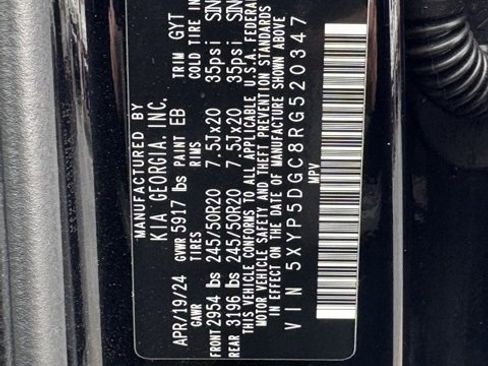 MANUFACTURED BY
KIA GEORGIA. INC.
APR/19/24 GVWR 5917 lbs PAINT EB TRIM GYT
GAWR TIRES RIMS COLD TIRE IN
FRONT 2954 lbs 245/50R20 7.5Jx20 35psi SIN
REAR 3196 lbs 245/50R20 7.5Jx20 35psi SIN
THIS VEHICLE CONFORMS TO ALL APPLICABLE U.S.A. FEDERAL
MOTOR VEHICLE SAFETY AND THEFT PREVENTION STANDARDS
IN EFFECT ON THE DATE OF MANUFACTURE SHOWN ABOVE
VIN 5XYP5DGC8RG520347
MPV